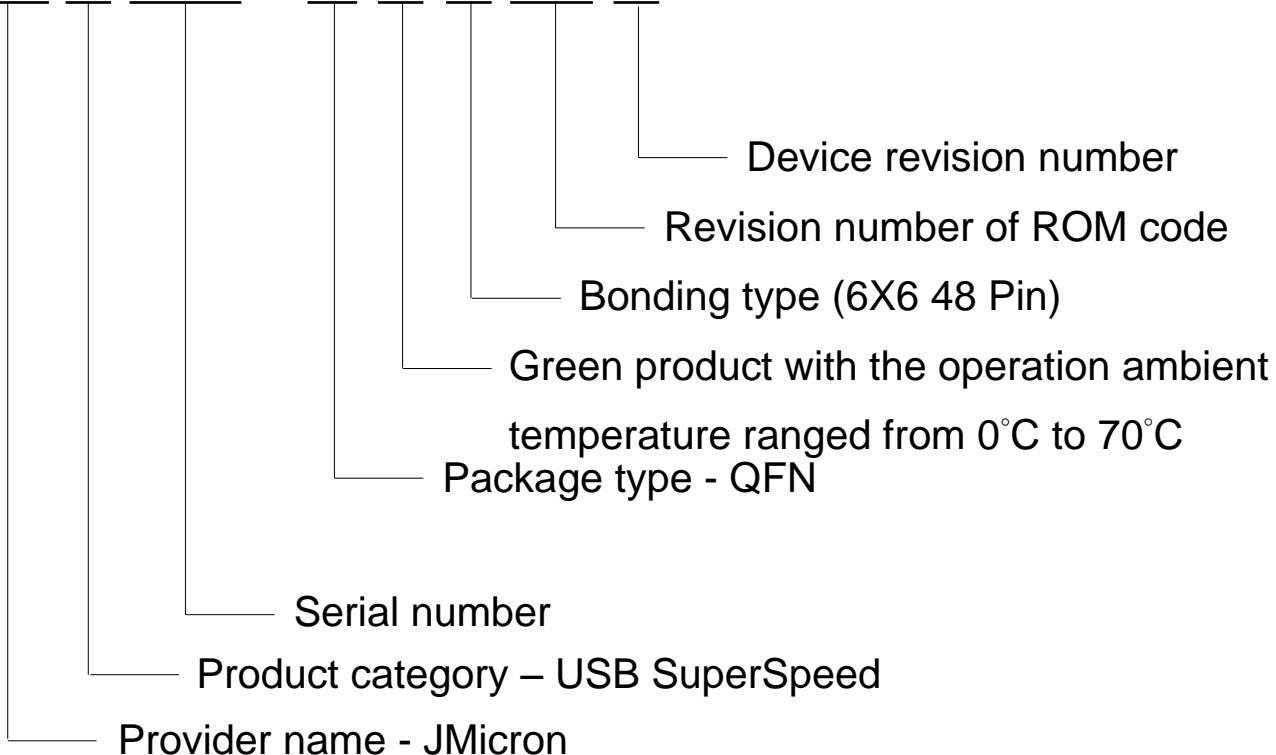 Device revision number
Revision number of ROM code
Bonding type (6X6 48 Pin)
Green product with the operation ambient
temperature ranged from 0°C to 70°C
Package type - QFN
Serial number
Product category – USB SuperSpeed
Provider name - JMicron